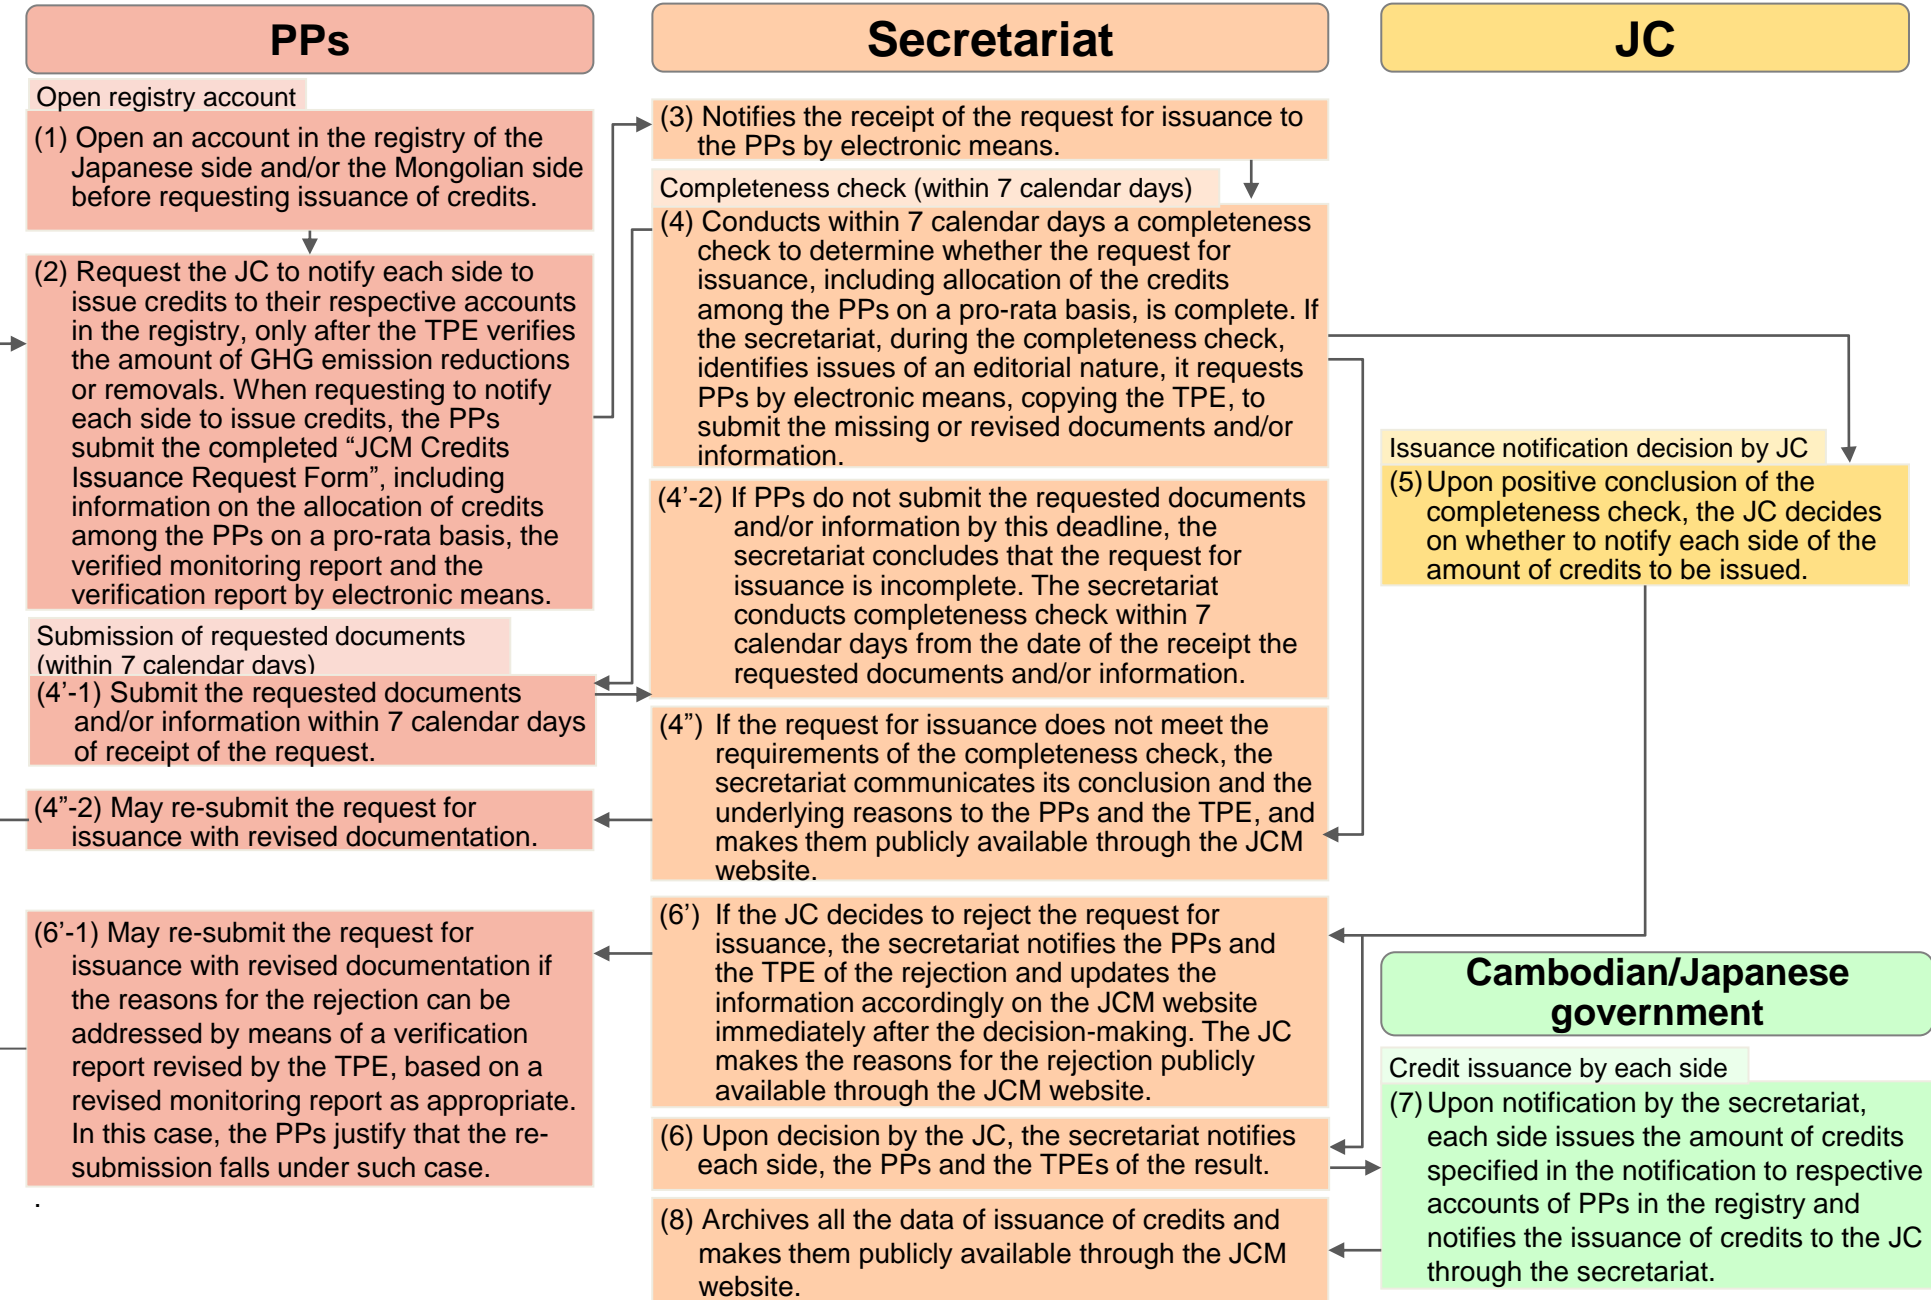 PPs
Open registry account
(1) Open an account in the registry of the
Japanese side and/or the Mongolian side
before requesting issuance of credits.
(2) Request the JC to notify each side to
issue credits to their respective accounts
in the registry, only after the TPE verifies
the amount of GHG emission reductions
or removals. When requesting to notify
each side to issue credits, the PPs
submit the completed “JCM Credits
Issuance Request Form”, including
information on the allocation of credits
among the PPs on a pro-rata basis, the
verified monitoring report and the
verification report by electronic means.
Submission of requested documents
(within 7 calendar days)
(4’-1) Submit the requested documents
and/or information within 7 calendar days
of receipt of the request.
(4”-2) May re-submit the request for
issuance with revised documentation.
(6’-1) May re-submit the request for
issuance with revised documentation if
the reasons for the rejection can be
addressed by means of a verification
report revised by the TPE, based on a
revised monitoring report as appropriate.
In this case, the PPs justify that the re-
submission falls under such case.
.
Secretariat
(3) Notifies the receipt of the request for issuance to
the PPs by electronic means.
Completeness check (within 7 calendar days)
(4) Conducts within 7 calendar days a completeness
check to determine whether the request for
issuance, including allocation of the credits
among the PPs on a pro-rata basis, is complete. If
the secretariat, during the completeness check,
identifies issues of an editorial nature, it requests
PPs by electronic means, copying the TPE, to
submit the missing or revised documents and/or
information.
(4’-2) If PPs do not submit the requested documents
and/or information by this deadline, the
secretariat concludes that the request for
issuance is incomplete. The secretariat
conducts completeness check within 7
calendar days from the date of the receipt the
requested documents and/or information.
(4”) If the request for issuance does not meet the
requirements of the completeness check, the
secretariat communicates its conclusion and the
underlying reasons to the PPs and the TPE, and
makes them publicly available through the JCM
website.
(6’) If the JC decides to reject the request for
issuance, the secretariat notifies the PPs and
the TPE of the rejection and updates the
information accordingly on the JCM website
immediately after the decision-making. The JC
makes the reasons for the rejection publicly
available through the JCM website.
(6) Upon decision by the JC, the secretariat notifies
each side, the PPs and the TPEs of the result.
(8) Archives all the data of issuance of credits and
makes them publicly available through the JCM
website.
JC
Issuance notification decision by JC
(5) Upon positive conclusion of the
completeness check, the JC decides
on whether to notify each side of the
amount of credits to be issued.
Cambodian/Japanese
government
Credit issuance by each side
(7) Upon notification by the secretariat,
each side issues the amount of credits
specified in the notification to respective
accounts of PPs in the registry and
notifies the issuance of credits to the JC
through the secretariat.